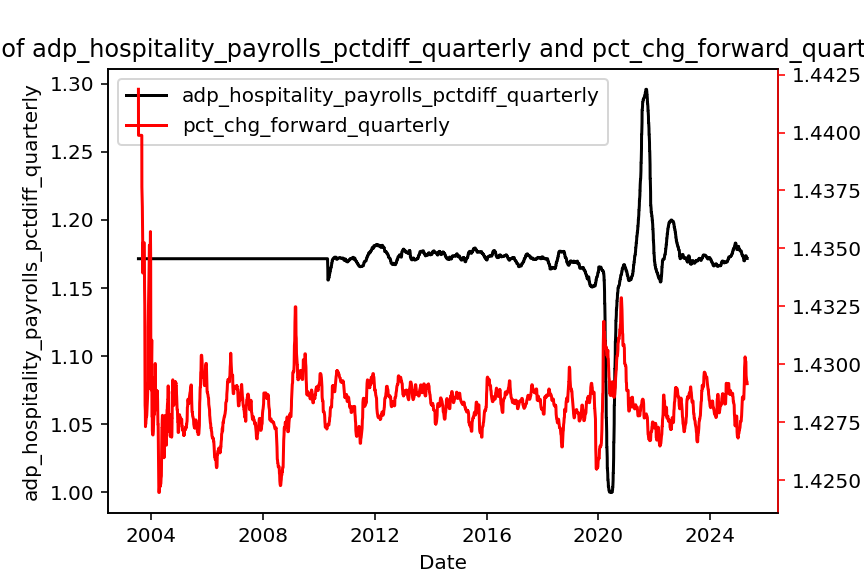 of adp_hospitality_payrolls_pctdiff_quarterly and pct_chg_forward_quart
adp_hospitality_payrolls_pctdiff_quarterly
pct_chg_forward_quarterly
adp_hospitality_payrolls_pctdiff_quarterly
1.30
1.25
1.20
1.15
1.10
1.05
1.00
1.4425
1.4400
1.4375
1.4350
1.4325
1.4300
1.4275
1.4250
2004 2008 2012 2016 2020 2024
Date